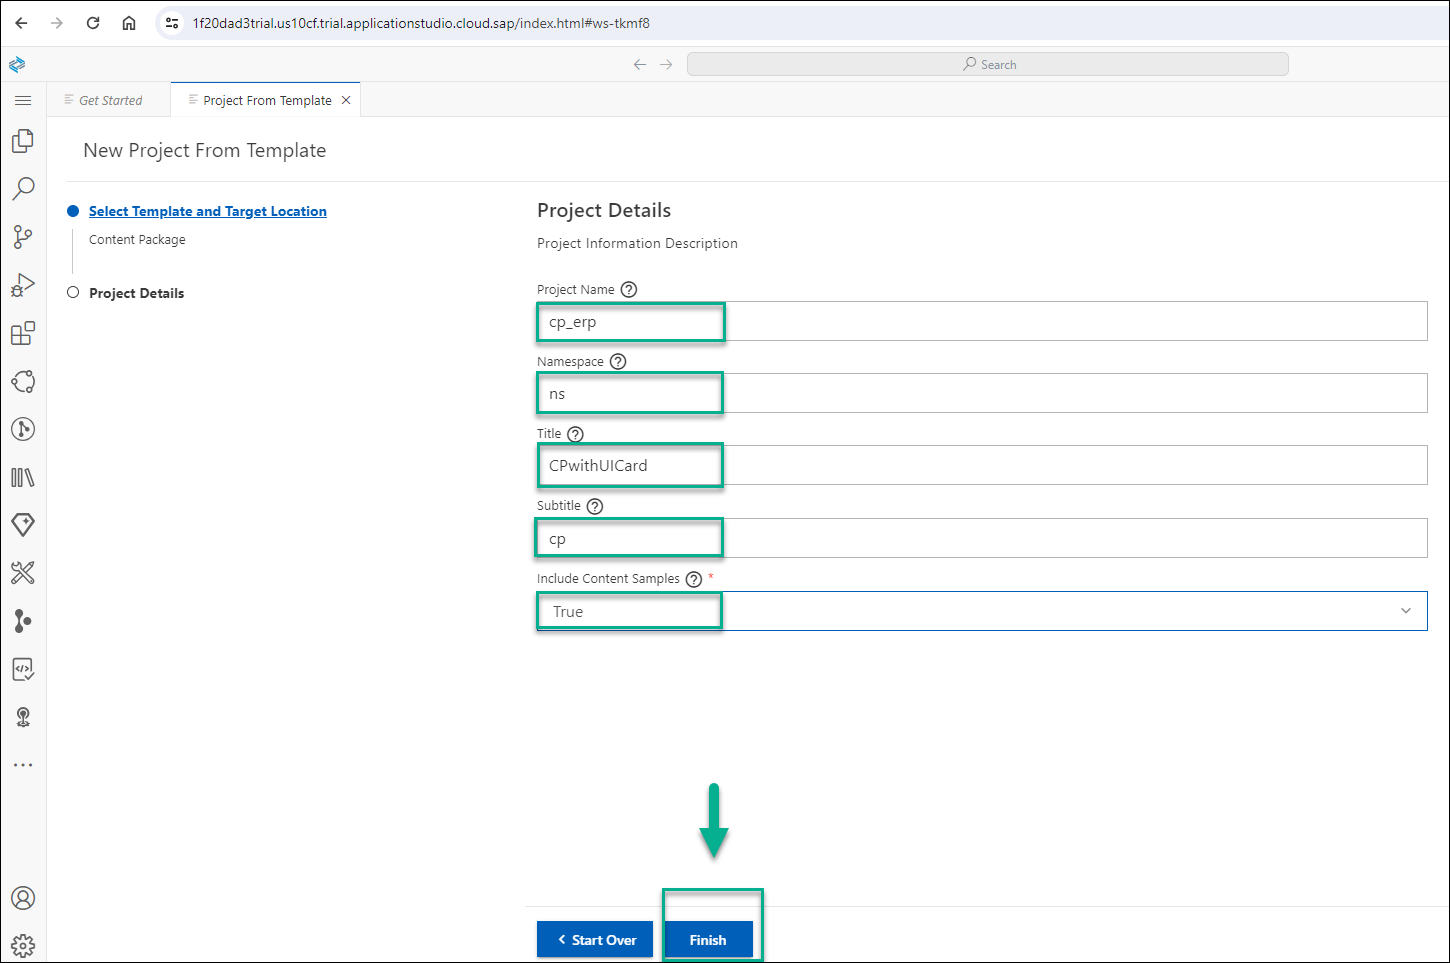 1f20dad3trial.us10cf.trial.applicationstudio.cloud.sap/index.html#ws-tkmf8
Search
Get Started
Project From Template
New Project From Template
Select Template and Target Location
Content Package
Project Details
Project Details
Project Information Description
Project Name
cp_erp
Namespace
ns
Title
CPwithUICard
Subtitle
cp
Include Content Samples *
True
Start Over
Finish